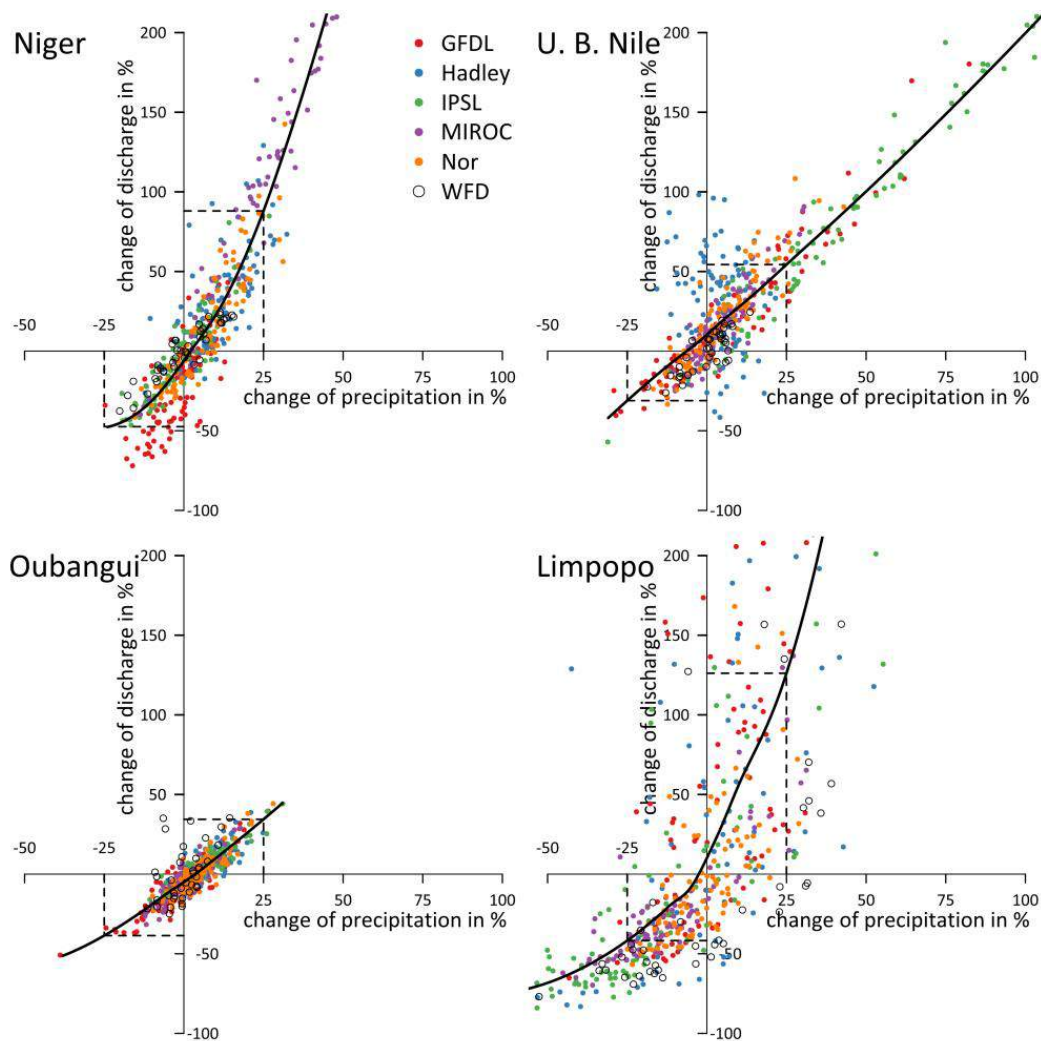 Niger
change of discharge in %
200
150
100
50
-50
-100
-50
-25
25
50
75
100
change of precipitation in %
GFDL
Hadley
IPSL
MIROC
Nor
WFD
U. B. Nile
change of discharge in %
200
150
100
50
-50
-100
-50
-25
25
50
75
100
change of precipitation in %
Oubangui
change of discharge in %
200
150
100
50
-50
-100
-50
-25
25
50
75
100
change of precipitation in %
Limpopo
change of discharge in %
200
150
100
50
-50
-100
-50
-25
25
50
75
100
change of precipitation in %